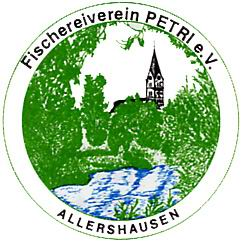 Fischereiverein PETRI e.V.
ALLERSHAUSEN